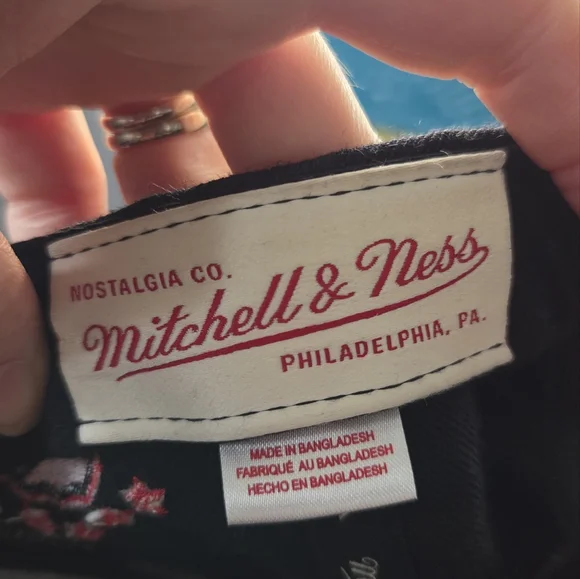 NOSTALGIA CO.
Mitchell & Ness
PHILADELPHIA, PA.
MADE IN BANGLADESH
FABRIQUÉ AU BANGLADESH
HECHO EN BANGLADESH